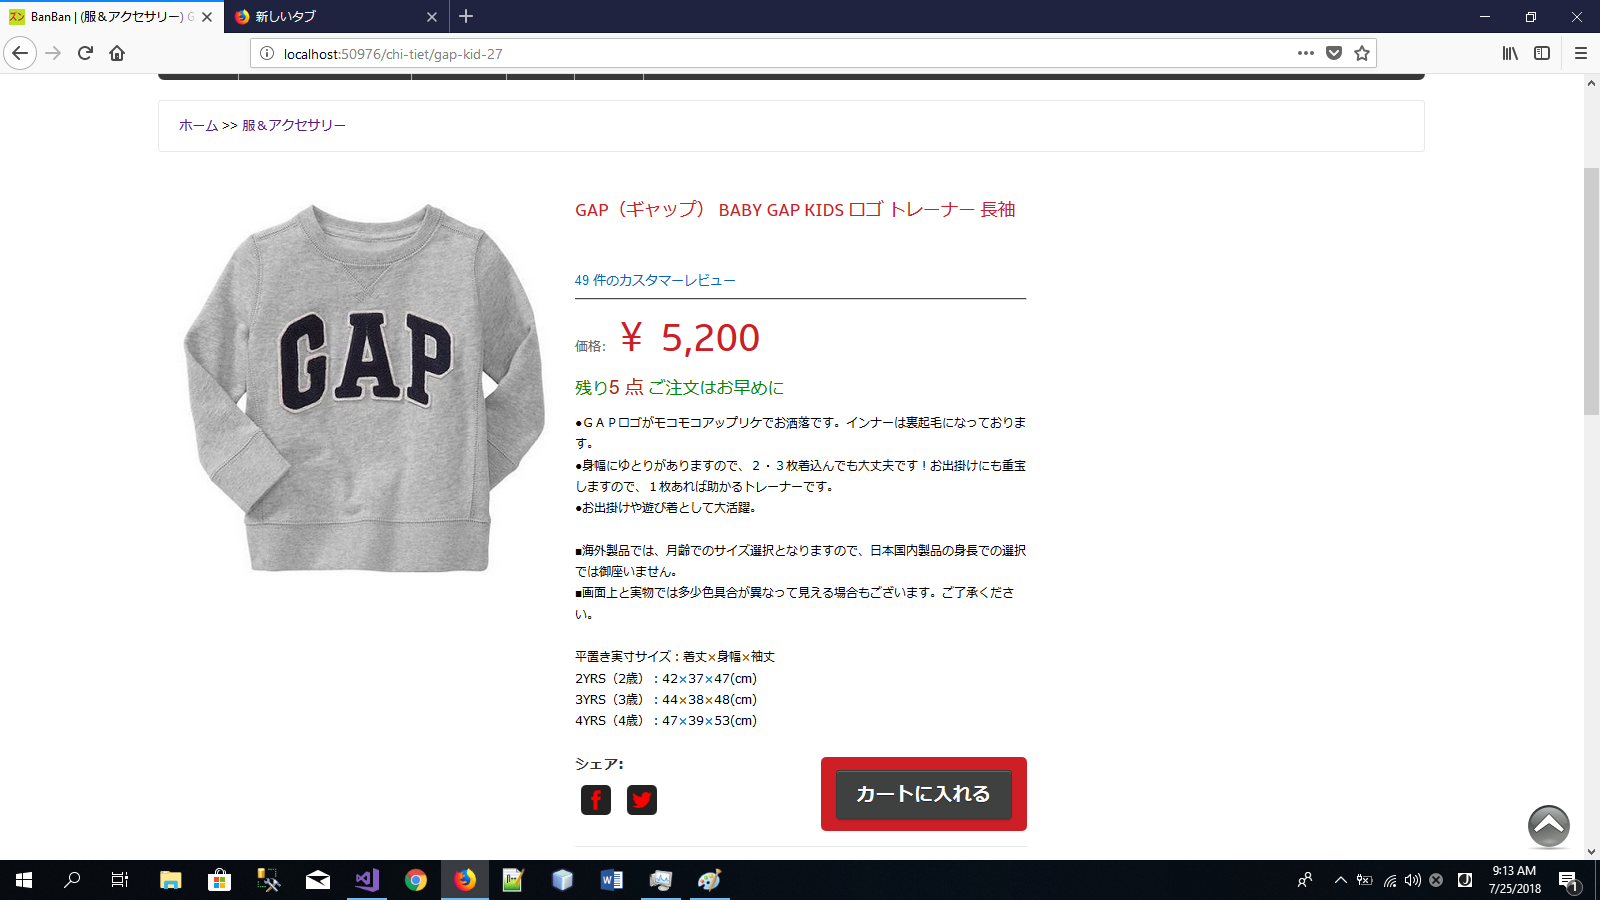 BanBan | (服＆アクセサリー) G
新しいタブ
localhost:50976/chi-tiet/gap-kid-27
ホーム >> 服＆アクセサリー
GAP
GAP（ギャップ） BABY GAP KIDS ロゴ トレーナー 長袖
49 件のカスタマーレビュー
価格: ￥ 5,200
残り5 点 ご注文はお早めに
●ＧＡＰロゴがモコモコアップリケでお洒落です。インナーは裏起毛になっておりま
す。
●身幅にゆとりがありますので、２・３枚着込んでも大丈夫です！お出掛けにも重宝
しますので、１枚あれば助かるトレーナーです。
●お出掛けや遊び着として大活躍。
■海外製品では、月齢でのサイズ選択となりますので、日本国内製品の身長での選択
では御座いません。
■画面上と実物では多少色具合が異なって見える場合もございます。ご了承くださ
い。
平置き実寸サイズ：着丈×身幅×袖丈
2YRS（2歳）：42×37×47(cm)
3YRS（3歳）：44×38×48(cm)
4YRS（4歳）：47×39×53(cm)
シェア:
カートに入れる
9:13 AM
7/25/2018
1